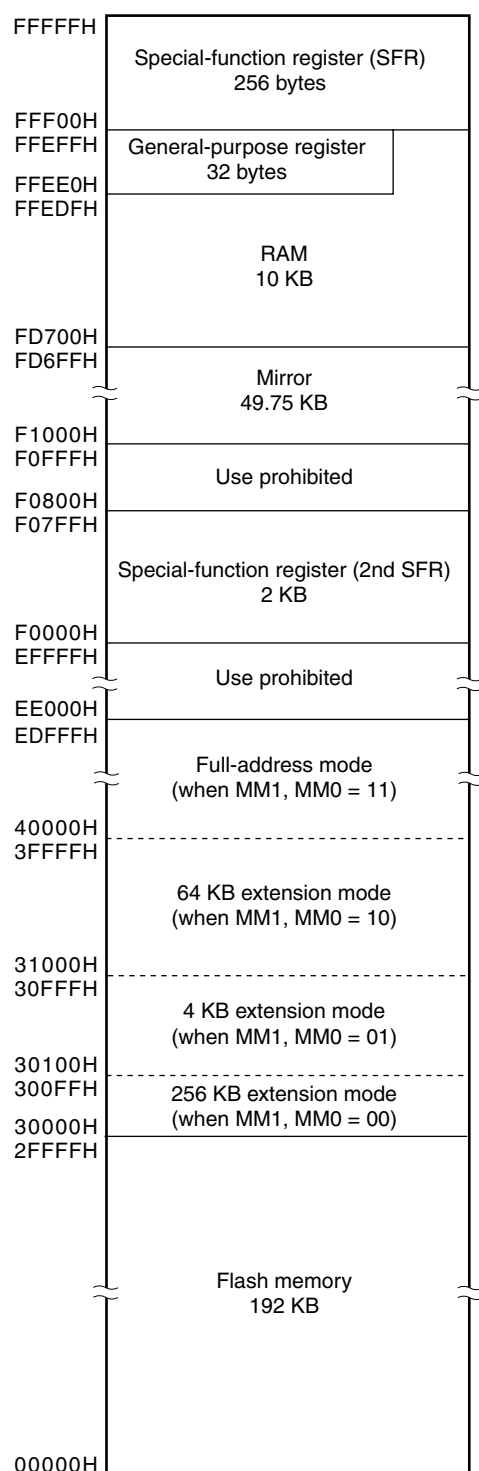 FFFFFH
Special-function register (SFR)
256 bytes
FFF00H
FFEFFH
General-purpose register
32 bytes
FFEE0H
FFEDFH
RAM
10 KB
FD700H
FD6FFH
Mirror
49.75 KB
F1000H
F0FFFH
Use prohibited
F0800H
F07FFH
Special-function register (2nd SFR)
2 KB
F0000H
EFFFFH
Use prohibited
EE000H
EDFFFH
Full-address mode
(when MM1, MM0 = 11)
40000H
3FFFFH
64 KB extension mode
(when MM1, MM0 = 10)
31000H
30FFFH
4 KB extension mode
(when MM1, MM0 = 01)
30100H
300FFH
256 KB extension mode
(when MM1, MM0 = 00)
30000H
2FFFFH
Flash memory
192 KB
00000H